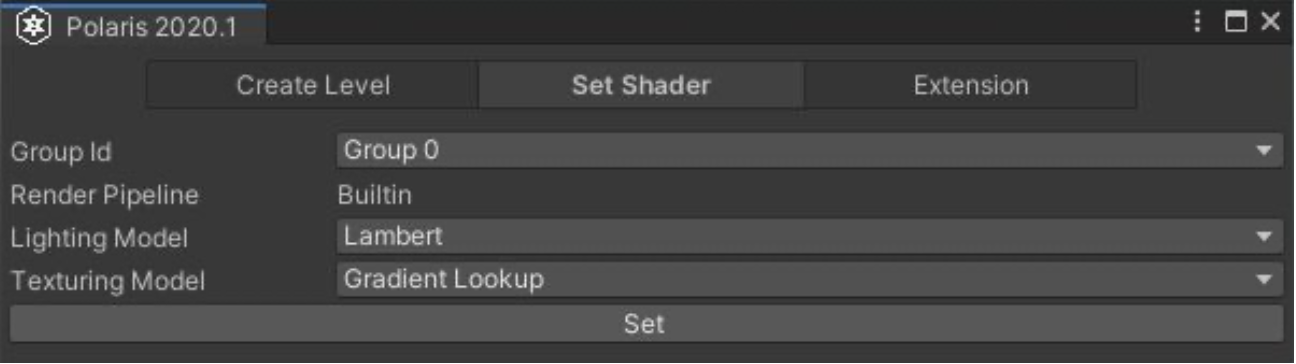 Polaris 2020.1
Create Level Set Shader Extension
Group Id Group 0
Render Pipeline Builtin
Lighting Model Lambert
Texturing Model Gradient Lookup
Set